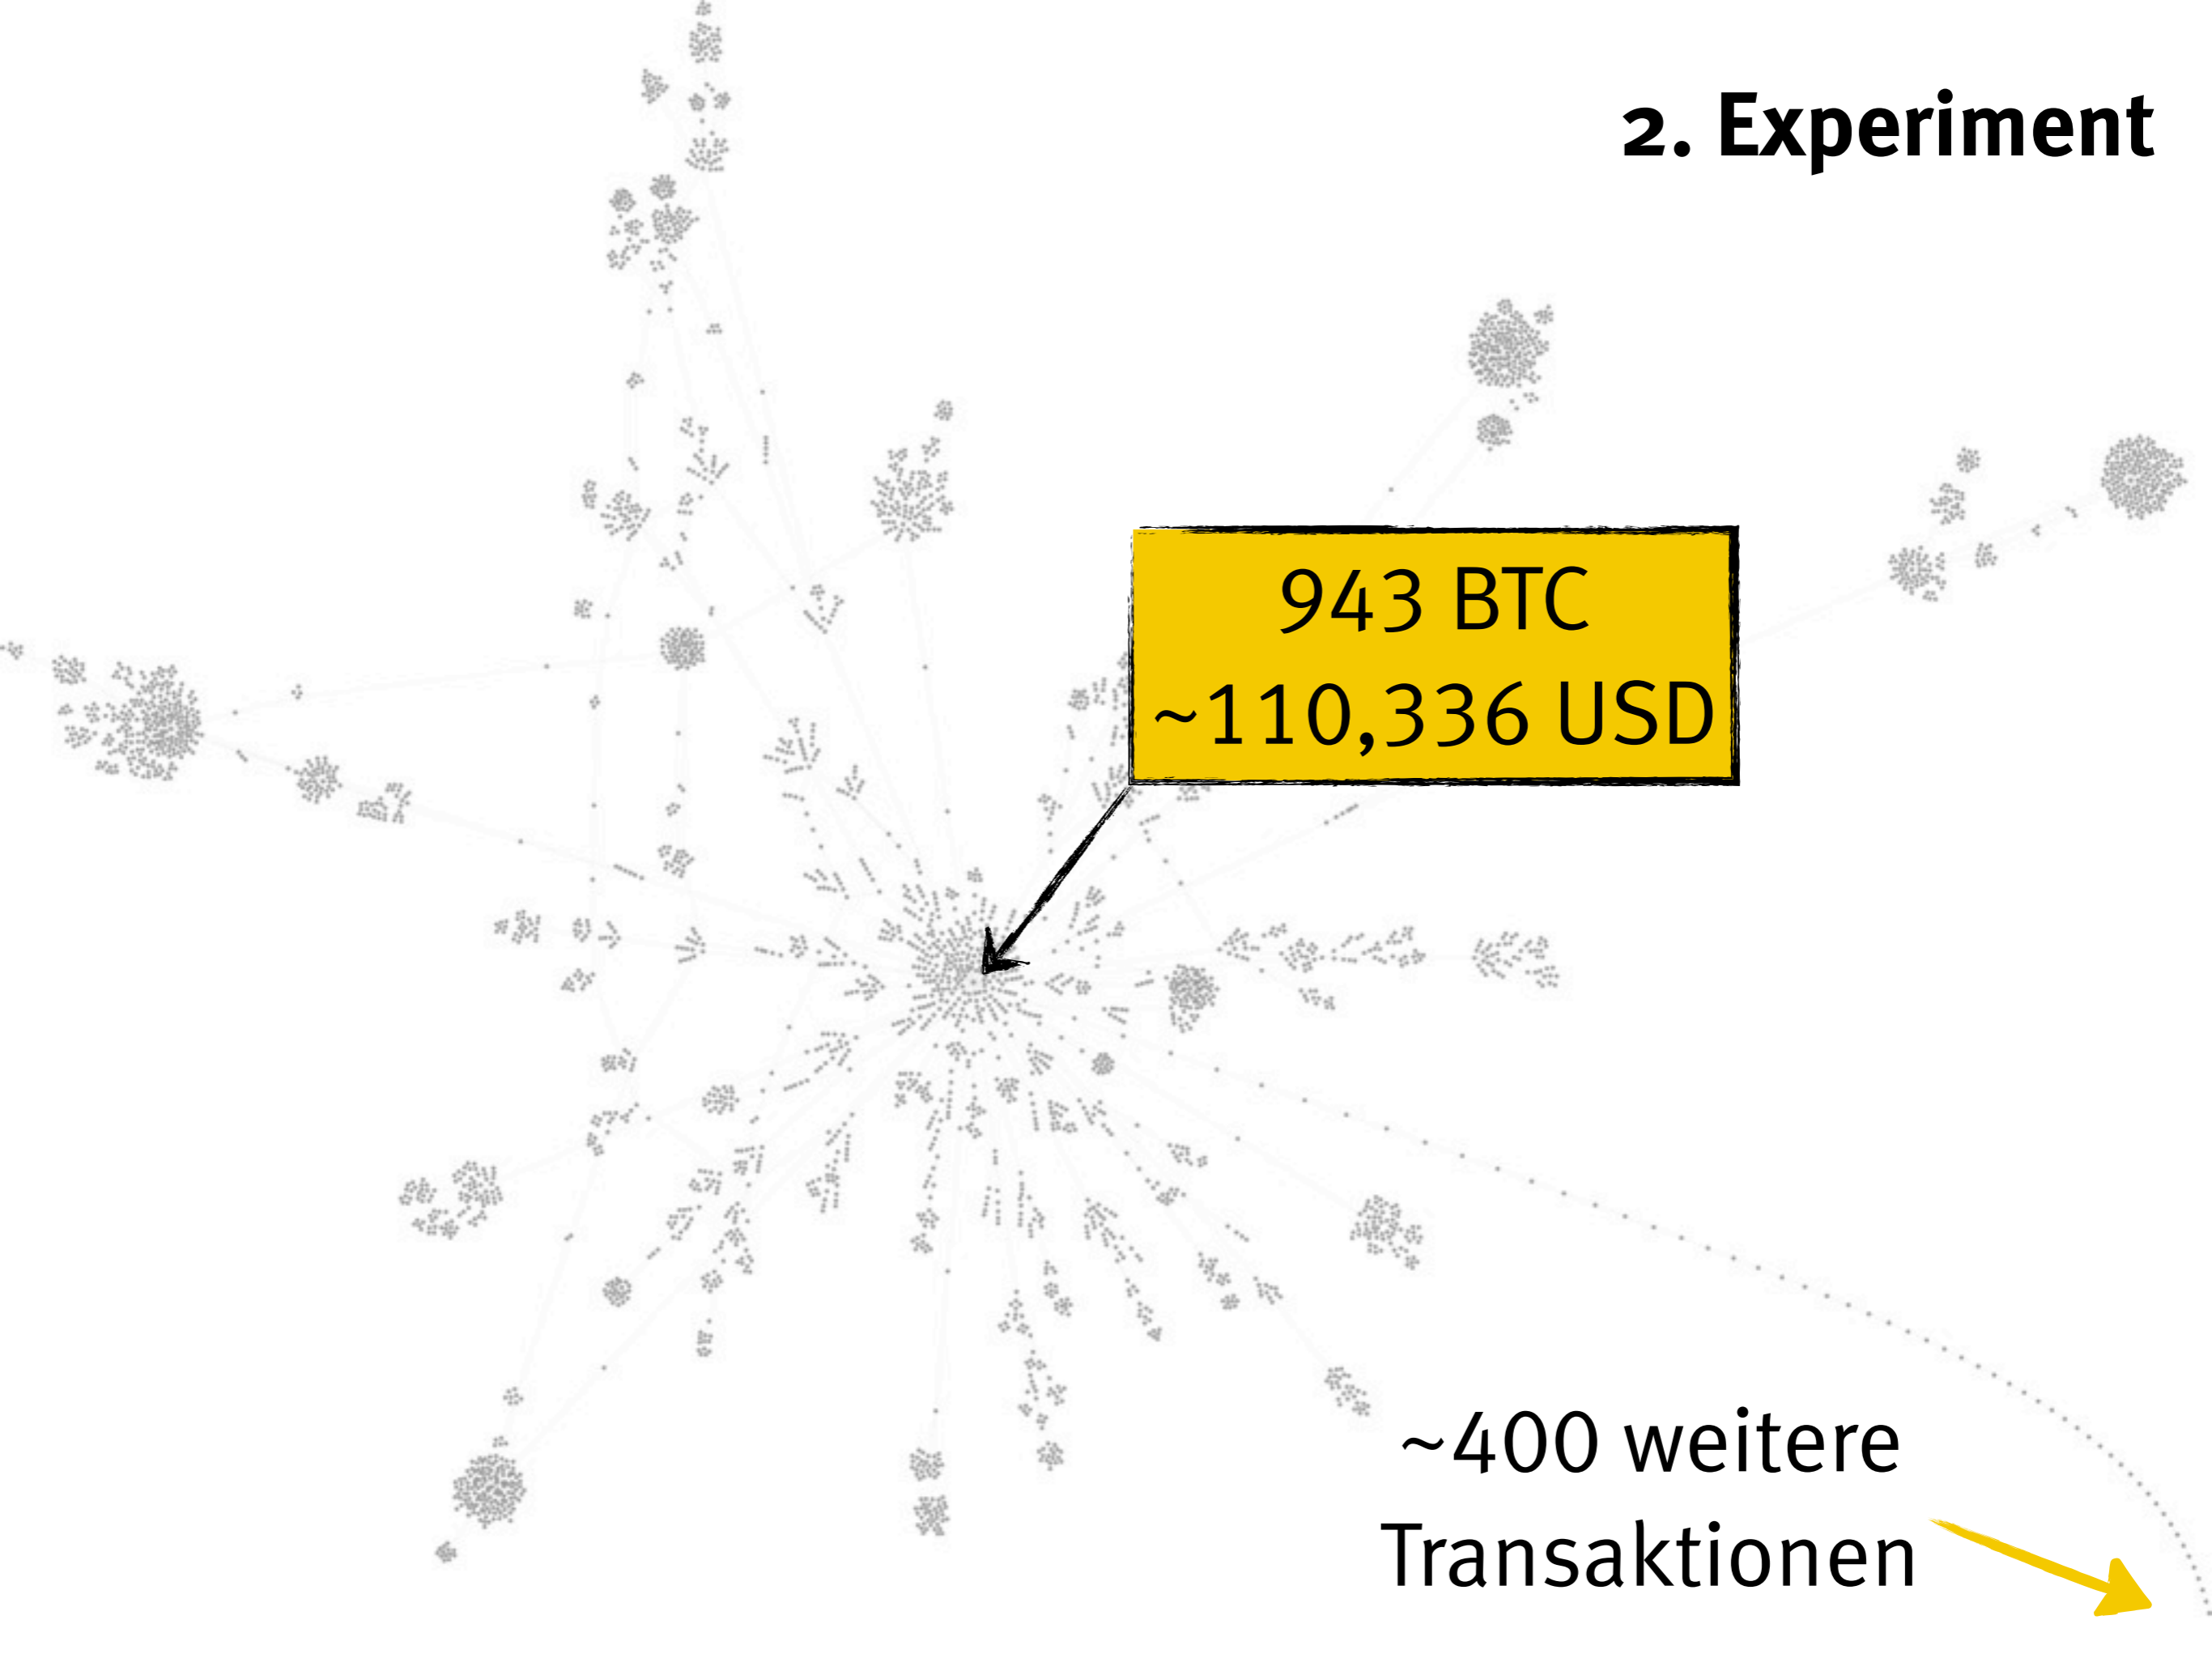 2. Experiment
943 BTC
~110,336 USD
~400 weitere
Transaktionen